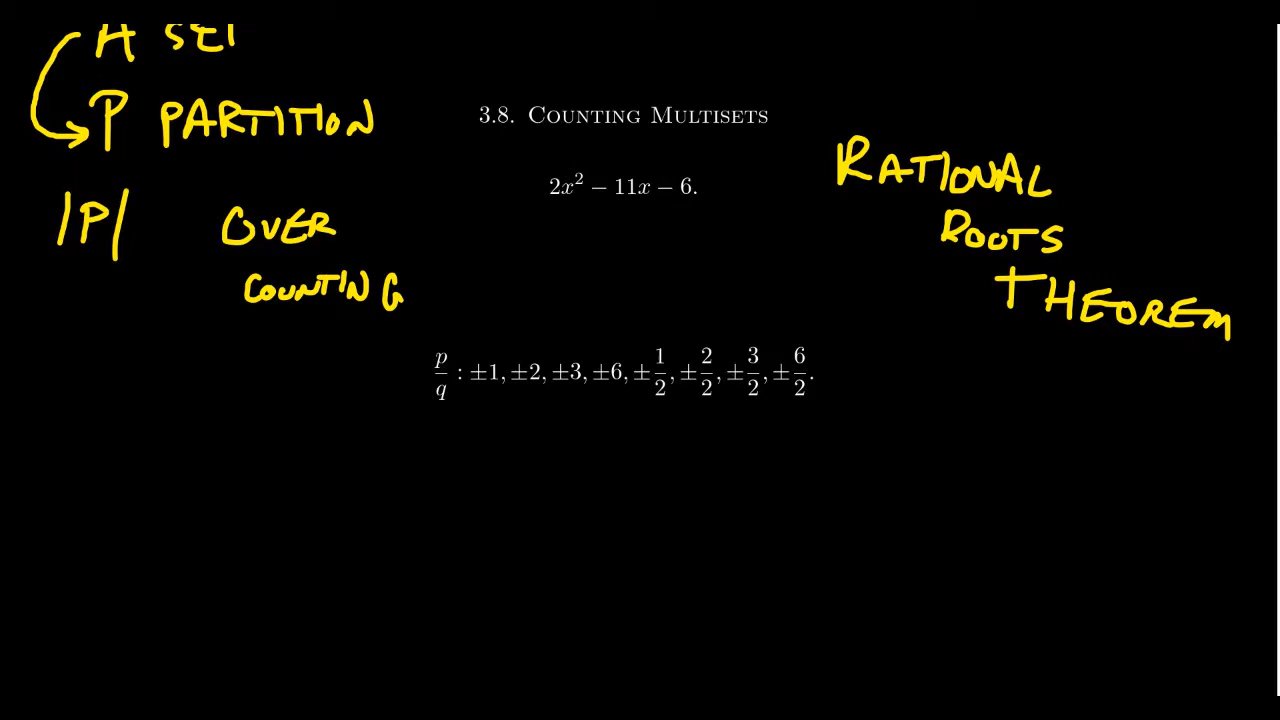 A SET
P PARTITION
|P| OVER
COUNTING
3.8. COUNTING MULTISETS
2x² − 11x − 6.
RATIONAL
ROOTS
THEOREM
p/q : ±1, ±2, ±3, ±6, ±1/2, ±2/2, ±3/2, ±6/2.